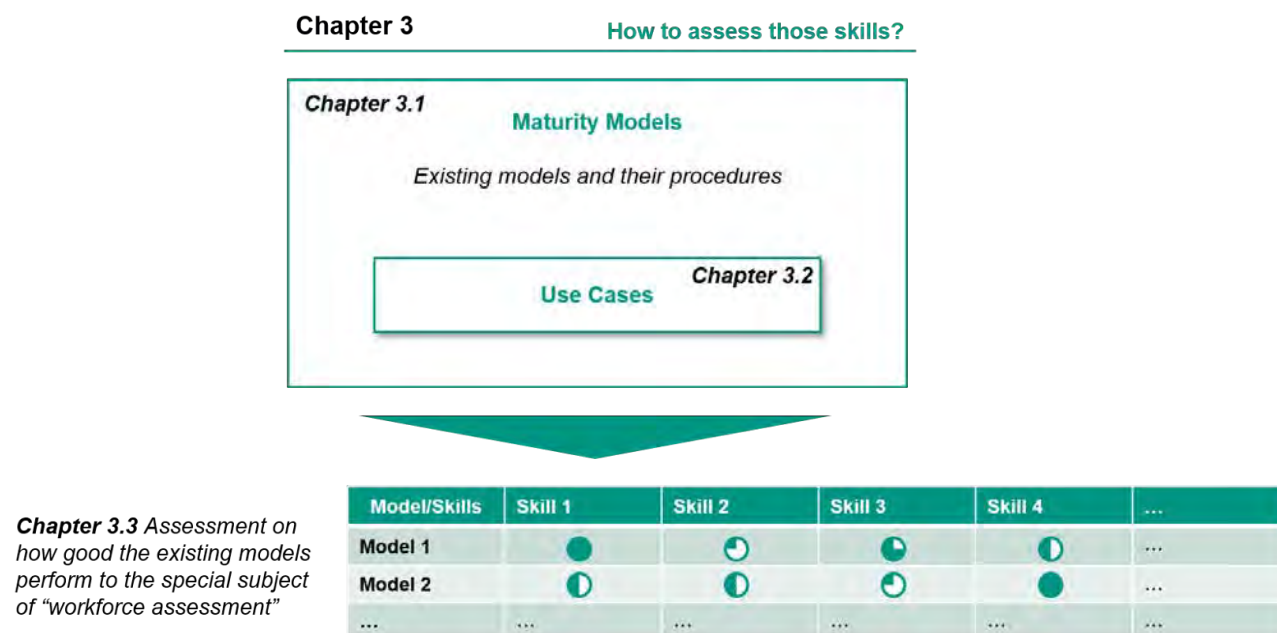 Chapter 3
How to assess those skills?
Chapter 3.1
Maturity Models
Existing models and their procedures
Chapter 3.2
Use Cases
Chapter 3.3 Assessment on
how good the existing models
perform to the special subject
of “workforce assessment”
Model/Skills Skill 1 Skill 2 Skill 3 Skill 4 ...
Model 1 ...
Model 2 ...
... ... ... ... ... ...